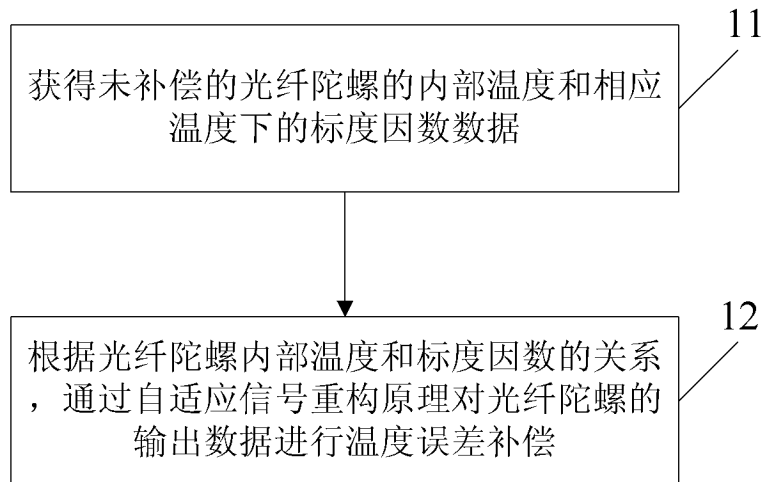 11
获得未补偿的光纤陀螺的内部温度和相应
温度下的标度因数数据
12
根据光纤陀螺内部温度和标度因数的关系
，通过自适应信号重构原理对光纤陀螺的
输出数据进行温度误差补偿